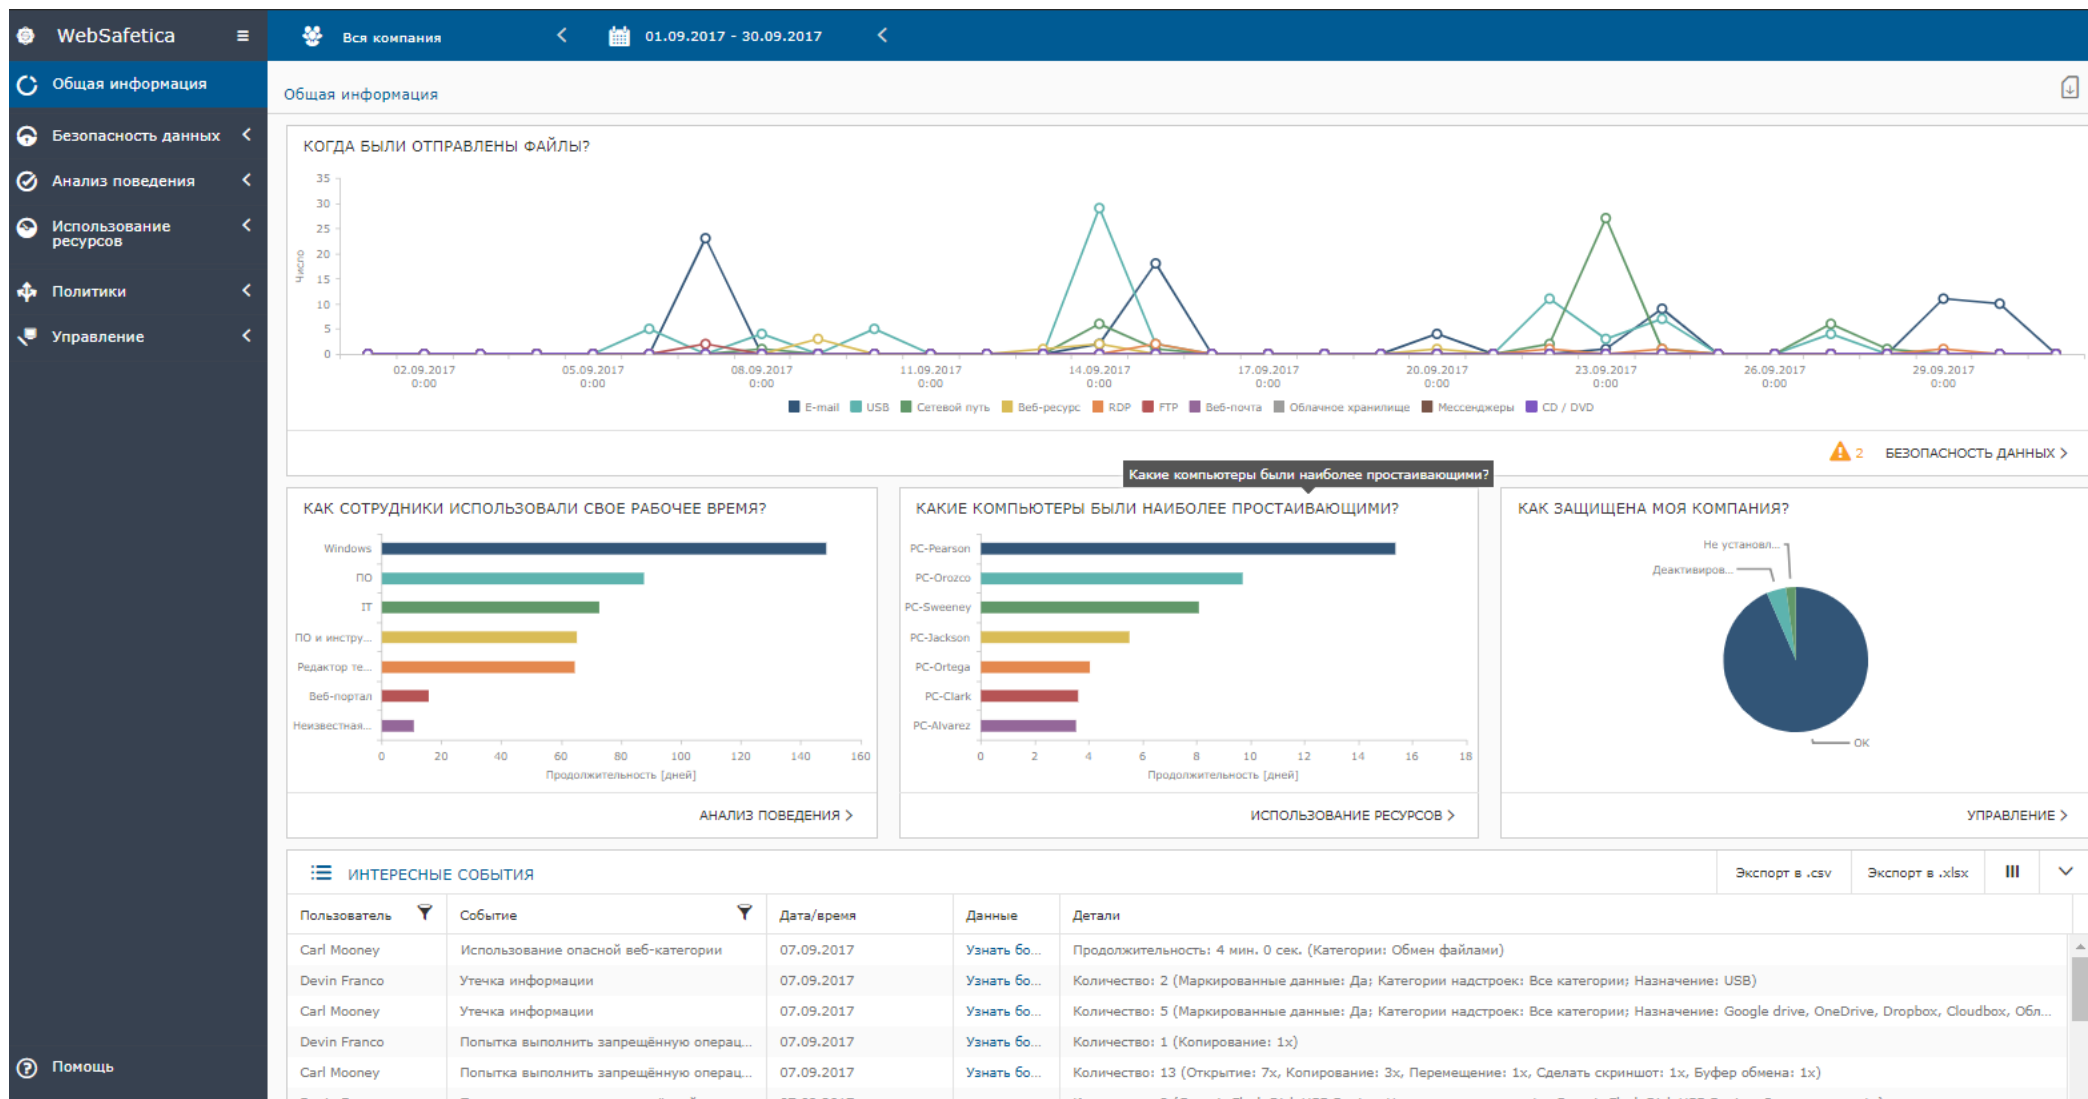 WebSafetica
Вся компания
01.09.2017 - 30.09.2017
Общая информация
Безопасность данных
Анализ поведения
Использование
ресурсов
Политики
Управление
Помощь
Общая информация
КОГДА БЫЛИ ОТПРАВЛЕНЫ ФАЙЛЫ?
Число
35
30
25
20
15
10
5
0
02.09.2017 05.09.2017 08.09.2017 11.09.2017 14.09.2017 17.09.2017 20.09.2017 23.09.2017 26.09.2017 29.09.2017
0:00 0:00 0:00 0:00 0:00 0:00 0:00 0:00 0:00 0:00
E-mail USB Сетевой путь Веб-ресурс RDP FTP Веб-почта Облачное хранилище Мессенджеры CD / DVD
2 БЕЗОПАСНОСТЬ ДАННЫХ >
Какие компьютеры были наиболее простаивающими?
КАК СОТРУДНИКИ ИСПОЛЬЗОВАЛИ СВОЕ РАБОЧЕЕ ВРЕМЯ?
Windows
ПО
IT
ПО и инстру...
Редактор те...
Веб-портал
Неизвестная...
0 20 40 60 80 100 120 140 160
Продолжительность [дней]
АНАЛИЗ ПОВЕДЕНИЯ >
КАКИЕ КОМПЬЮТЕРЫ БЫЛИ НАИБОЛЕЕ ПРОСТАИВАЮЩИМИ?
PC-Pearson
PC-Orozco
PC-Sweeney
PC-Jackson
PC-Ortega
PC-Clark
PC-Alvarez
0 2 4 6 8 10 12 14 16 18
Продолжительность [дней]
ИСПОЛЬЗОВАНИЕ РЕСУРСОВ >
КАК ЗАЩИЩЕНА МОЯ КОМПАНИЯ?
Не установл...
Деактивиров...
OK
УПРАВЛЕНИЕ >
ИНТЕРЕСНЫЕ СОБЫТИЯ
Экспорт в .csv Экспорт в .xlsx
Пользователь Событие Дата/время Данные Детали
Carl Mooney Использование опасной веб-категории 07.09.2017 Узнать бо... Продолжительность: 4 мин. 0 сек. (Категории: Обмен файлами)
Devin Franco Утечка информации 07.09.2017 Узнать бо... Количество: 2 (Маркированные данные: Да; Категории надстроек: Все категории; Назначение: USB)
Carl Mooney Утечка информации 07.09.2017 Узнать бо... Количество: 5 (Маркированные данные: Да; Категории надстроек: Все категории; Назначение: Google drive, OneDrive, Dropbox, Cloudbox, Обл...
Devin Franco Попытка выполнить запрещённую операц... 07.09.2017 Узнать бо... Количество: 1 (Копирование: 1x)
Carl Mooney Попытка выполнить запрещённую операц... 07.09.2017 Узнать бо... Количество: 13 (Открытие: 7x, Копирование: 3x, Перемещение: 1x, Сделать скриншот: 1x, Буфер обмена: 1x)